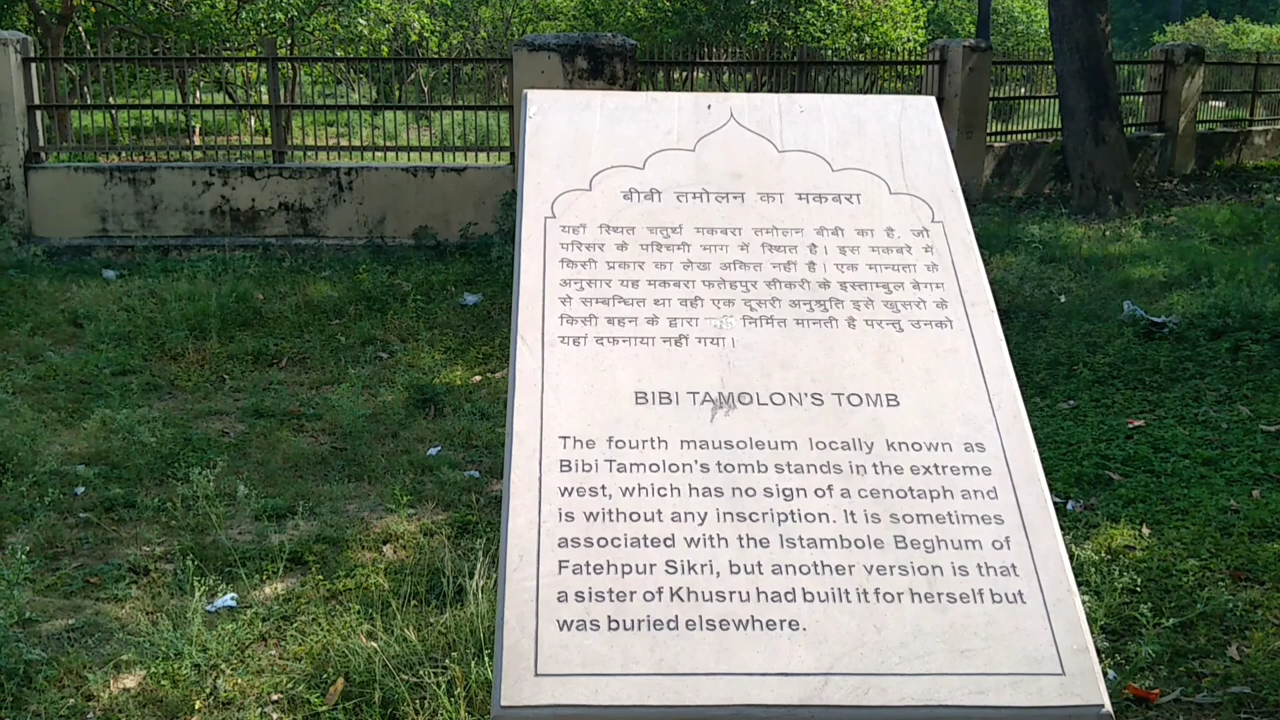 बीबी तमोलन का मकबरा
यहाँ स्थित चतुर्थ मकबरा तमोलन बीबी का है, जो
परिसर के पश्चिमी भाग में स्थित है। इस मकबरे में
किसी प्रकार का लेखा अकित नहीं है। एक मान्यता के
अनुसार यह मकबरा फतेहपुर सीकरी के इस्ताम्बुल बेगम
से सम्बन्धित था वही एक दूसरी अनुश्रुति इसे खुसरो के
किसी बहन के द्वारा निर्मित मानती है परन्तु उनको
यहां दफनाया नहीं गया।
BIBI TAMOLON'S TOMB
The fourth mausoleum locally known as
Bibi Tamolon's tomb stands in the extreme
west, which has no sign of a cenotaph and
is without any inscription. It is sometimes
associated with the Istambole Beghum of
Fatehpur Sikri, but another version is that
a sister of Khusru had built it for herself but
was buried elsewhere.